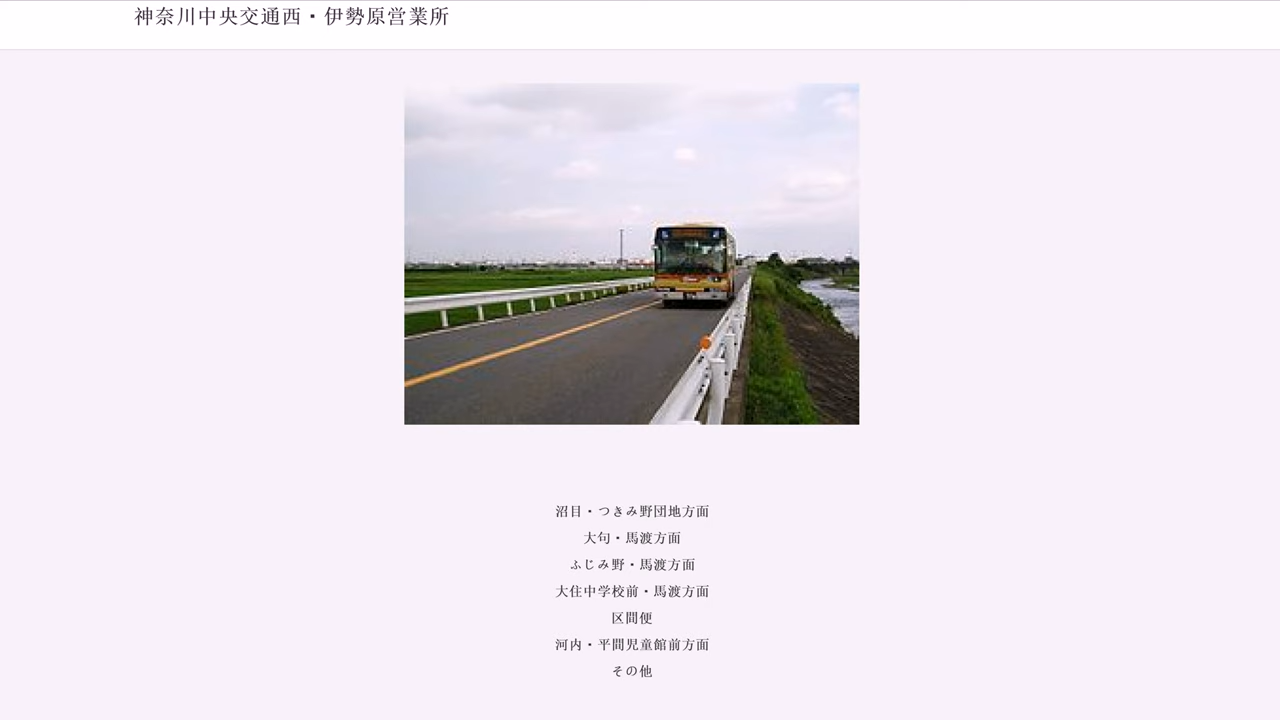 神奈川中央交通西・伊勢原営業所
沼目・つきみ野団地方面
大句・馬渡方面
ふじみ野・馬渡方面
大住中学校前・馬渡方面
区間便
河内・平間児童館前方面
その他